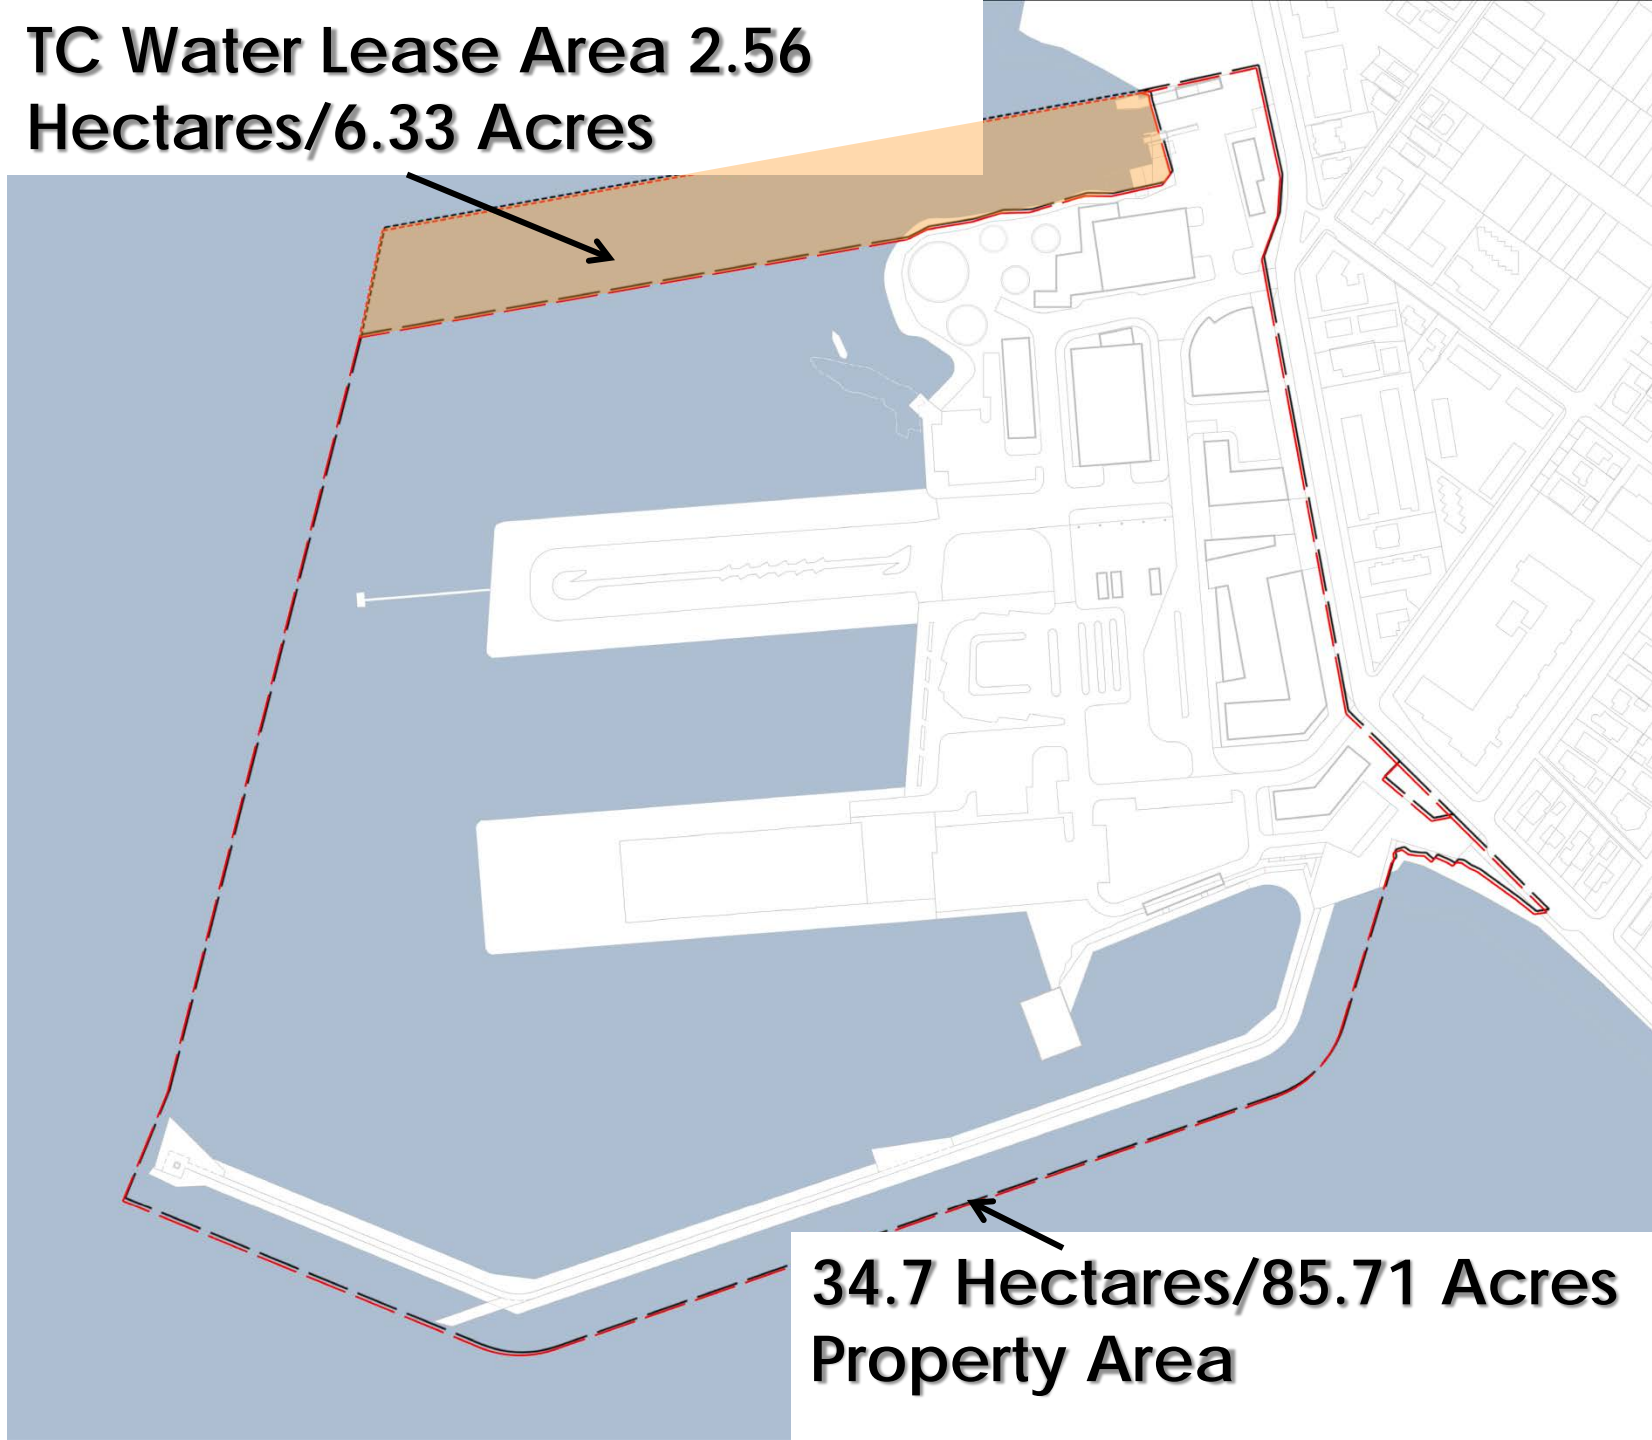 TC Water Lease Area 2.56
Hectares/6.33 Acres
34.7 Hectares/85.71 Acres
Property Area